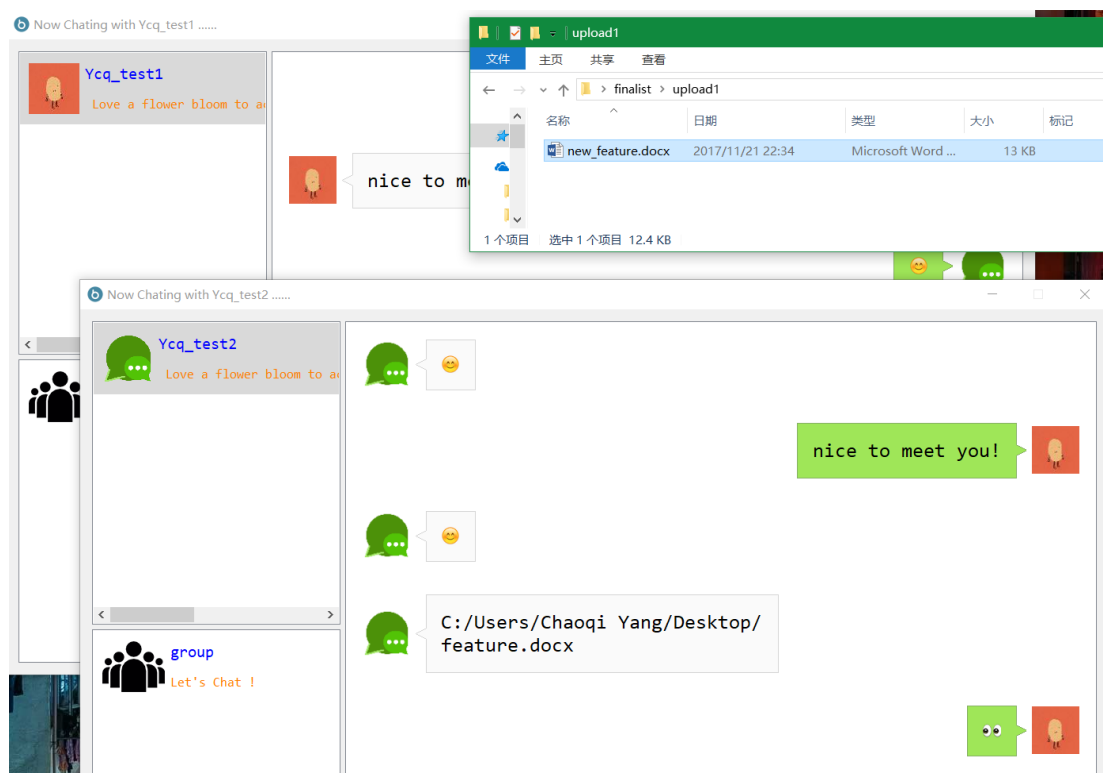 Now Chating with Ycq_test1 ......
Ycq_test1
Love a flower bloom to
nice to
upload1
文件 主页 共享 查看
finalist > upload1
名称 日期 类型 大小 标记
new_feature.docx 2017/11/21 22:34 Microsoft Word ... 13 KB
1 个项目 选中 1 个项目 12.4 KB
Now Chating with Ycq_test2 ......
Ycq_test2
Love a flower bloom to
😊
nice to meet you!
😊
C:/Users/Chaoqi Yang/Desktop/
feature.docx
group
Let's Chat !
👀